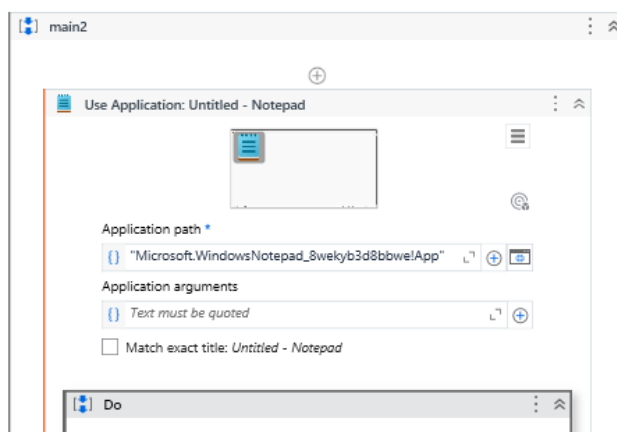 main2
Use Application: Untitled - Notepad
Application path *
"Microsoft.WindowsNotepad_8wekyb3d8bbwe!App"
Application arguments
Text must be quoted
Match exact title: Untitled - Notepad
Do